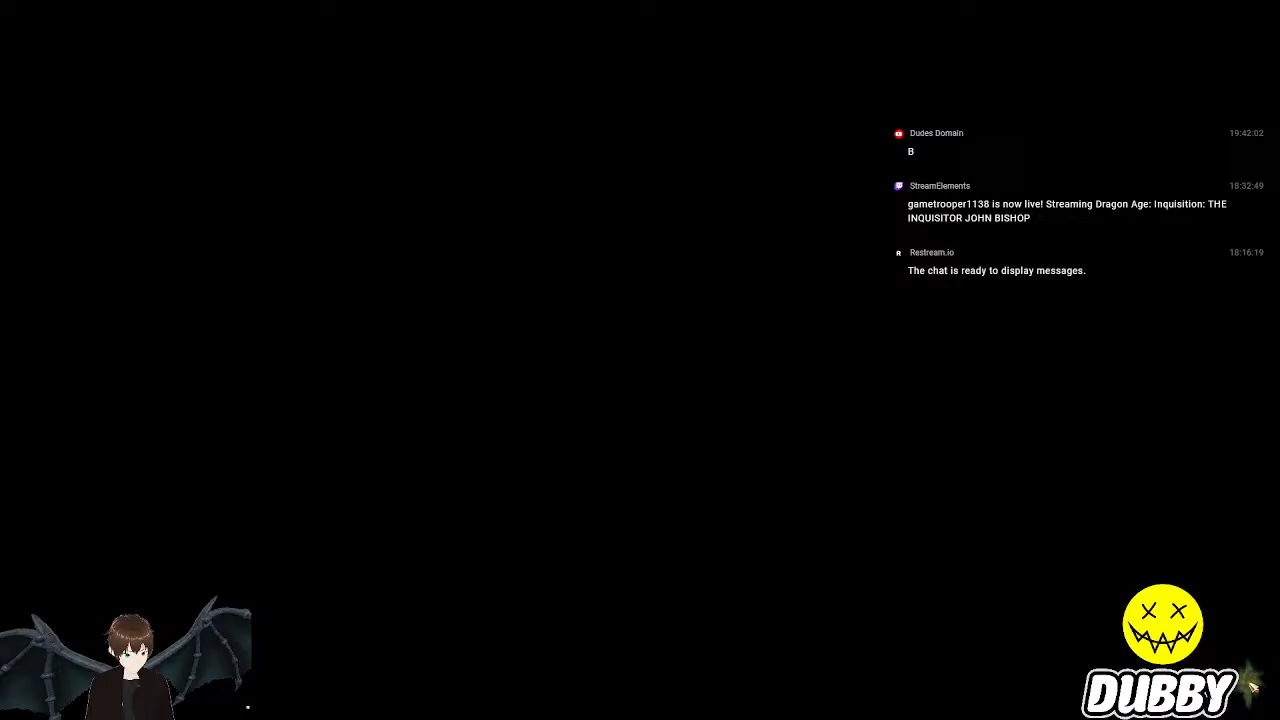 Dudes Domain 19:42:02
B
StreamElements 18:32:49
gametrooper1138 is now live! Streaming Dragon Age: Inquisition: THE
INQUISITOR JOHN BISHOP
R Restream.io 18:16:19
The chat is ready to display messages.
DUBBY